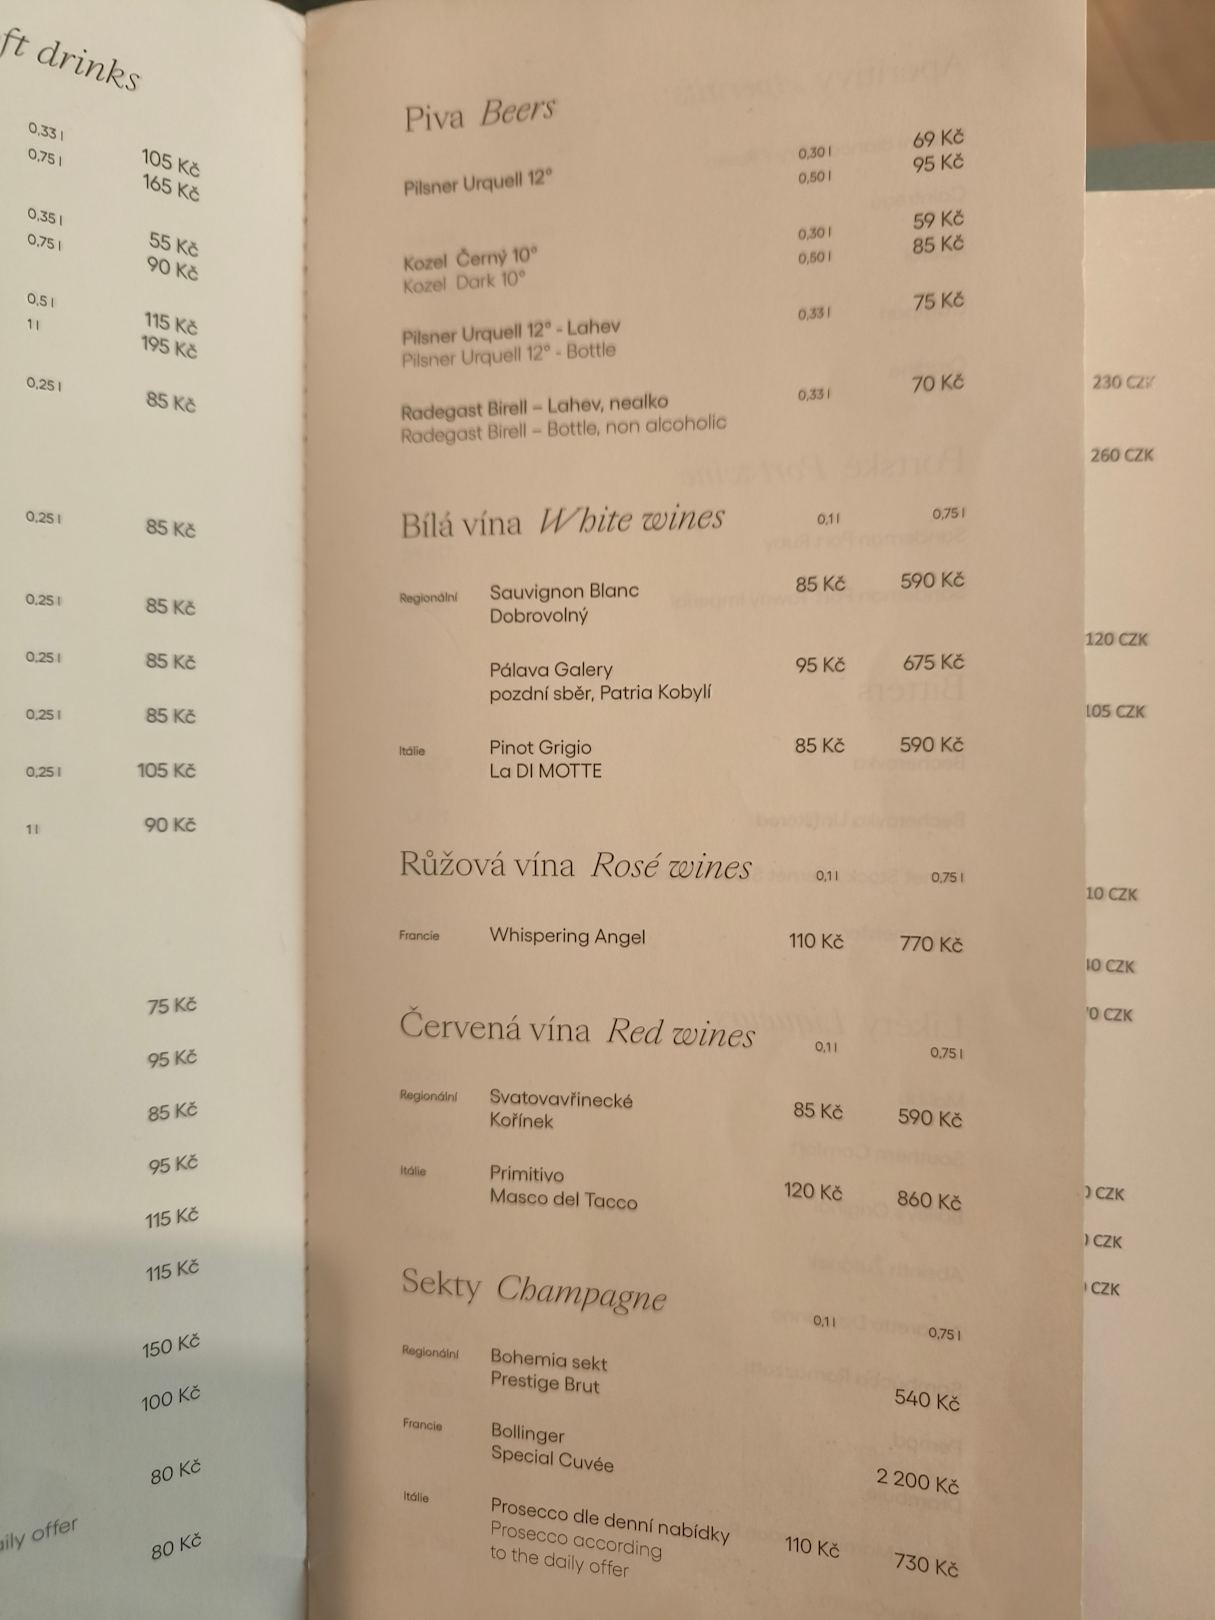 ft drinks
0,33 l
0,75 l
105 Kč
165 Kč
0,35 l
0,75 l
55 Kč
90 Kč
0,5 l
1 l
115 Kč
195 Kč
0,25 l 85 Kč
0,25 l 85 Kč
0,25 l 85 Kč
0,25 l 85 Kč
0,25 l 85 Kč
0,25 l 105 Kč
1 l 90 Kč
75 Kč
95 Kč
85 Kč
95 Kč
115 Kč
115 Kč
150 Kč
100 Kč
80 Kč
aily offer 80 Kč
Piva Beers
0,30 l 69 Kč
Pilsner Urquell 12° 0,50 l 95 Kč
0,30 l 59 Kč
Kozel Černý 10° 0,50 l 85 Kč
Kozel Dark 10°
Pilsner Urquell 12° - Lahev 0,33 l 75 Kč
Pilsner Urquell 12° - Bottle
Radegast Birell – Lahev, nealko 0,33 l 70 Kč
Radegast Birell – Bottle, non alcoholic
Bílá vína White wines 0,1 l 0,75 l
Regionální Sauvignon Blanc 85 Kč 590 Kč
Dobrovolný
Pálava Galery 95 Kč 675 Kč
pozdní sběr, Patria Kobylí
Itálie Pinot Grigio 85 Kč 590 Kč
La DI MOTTE
Růžová vína Rosé wines 0,1 l 0,75 l
Francie Whispering Angel 110 Kč 770 Kč
Červená vína Red wines 0,1 l 0,75 l
Regionální Svatovavřinecké 85 Kč 590 Kč
Kořínek
Itálie Primitivo 120 Kč 860 Kč
Masco del Tacco
Sekty Champagne 0,1 l 0,75 l
Regionální Bohemia sekt
Prestige Brut 540 Kč
Francie Bollinger
Special Cuvée 2 200 Kč
Itálie Prosecco dle denní nabídky 110 Kč 730 Kč
Prosecco according
to the daily offer
230 CZK
260 CZK
120 CZK
105 CZK
10 CZK
0 CZK
0 CZK
CZK
CZK
CZK